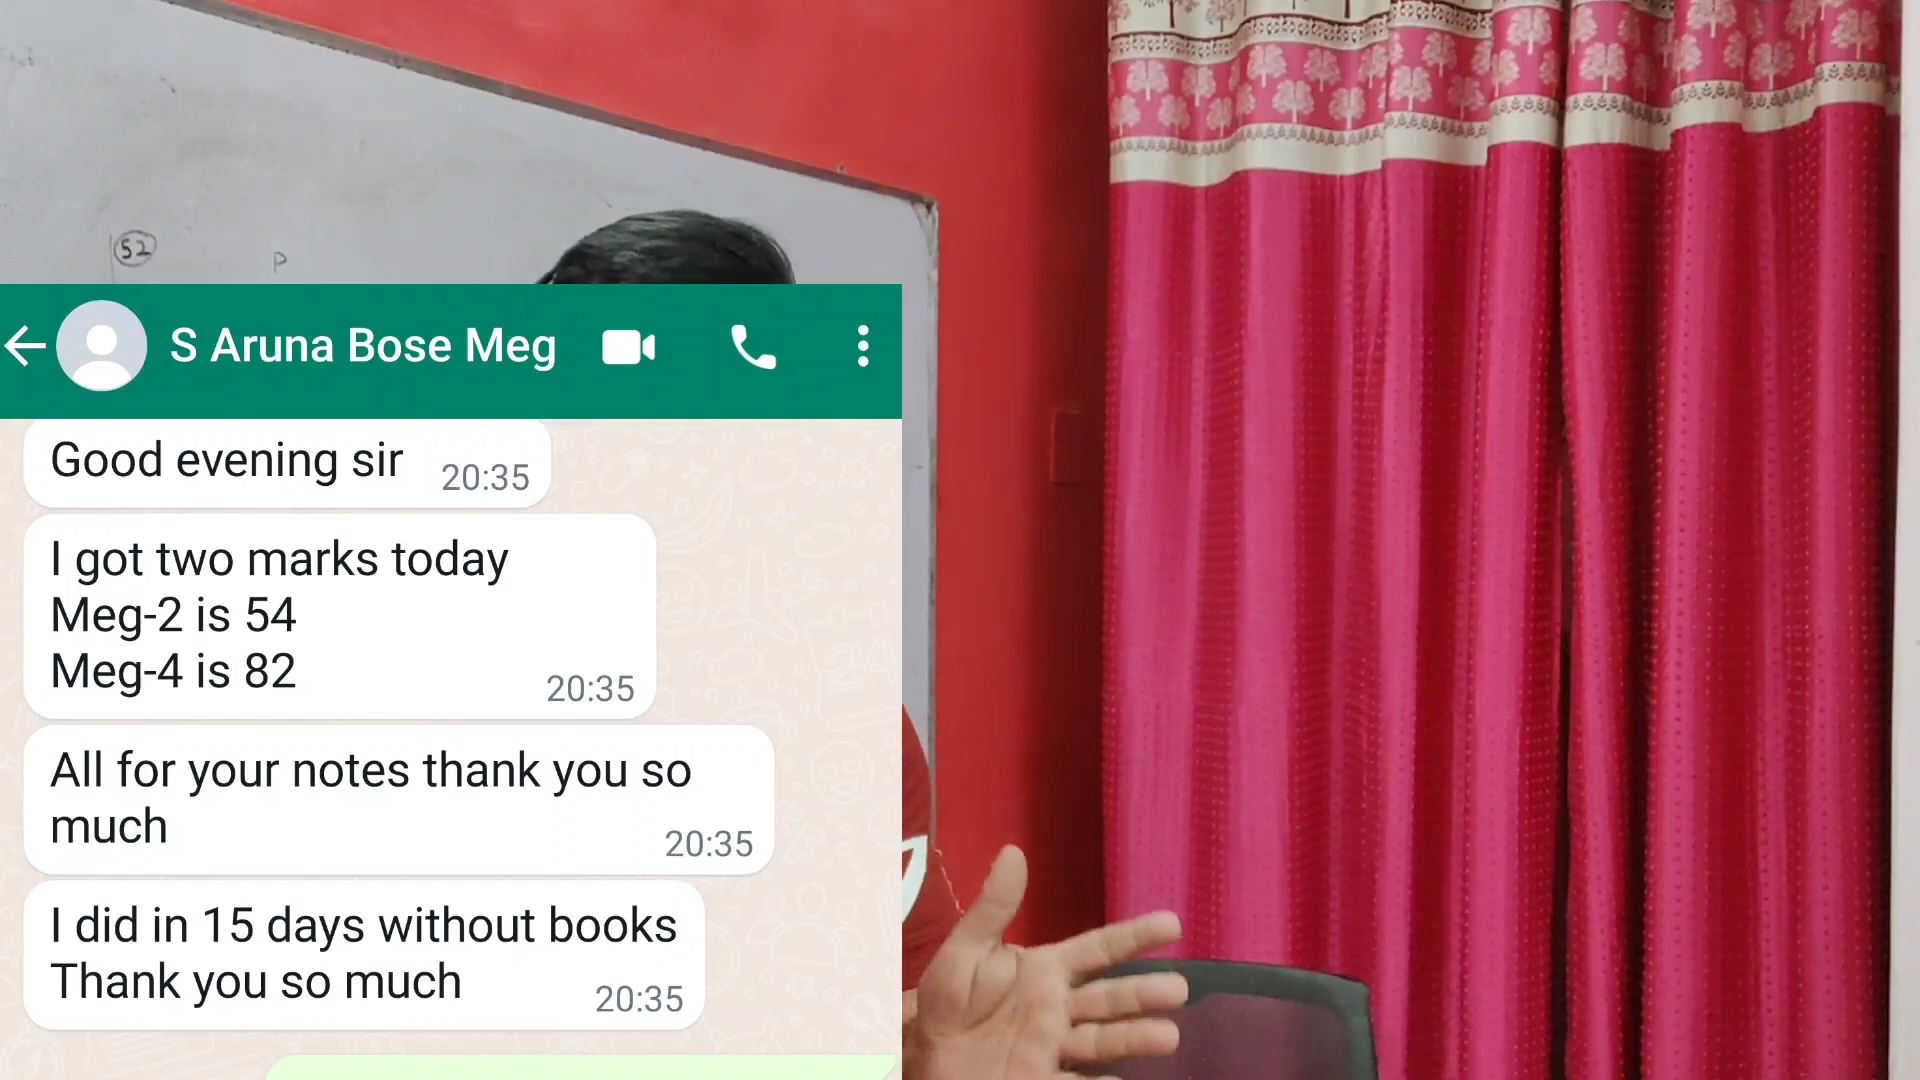 52
P
S Aruna Bose Meg
Good evening sir 20:35
I got two marks today
Meg-2 is 54
Meg-4 is 82
20:35
All for your notes thank you so
much
20:35
I did in 15 days without books
Thank you so much
20:35